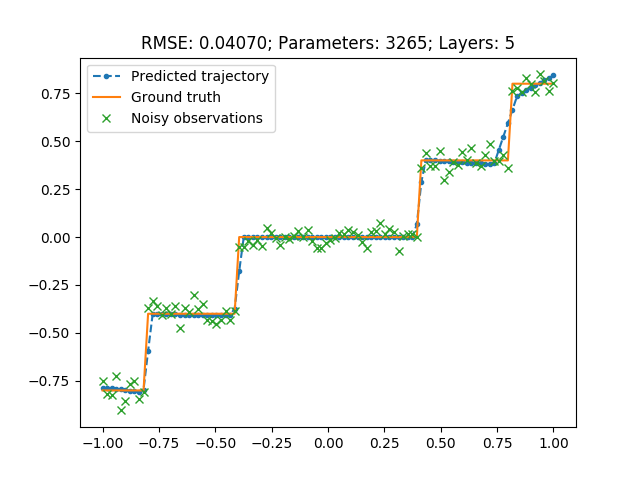 RMSE: 0.04070; Parameters: 3265; Layers: 5
Predicted trajectory
Ground truth
Noisy observations
0.75
0.50
0.25
0.00
−0.25
−0.50
−0.75
−1.00 −0.75 −0.50 −0.25 0.00 0.25 0.50 0.75 1.00